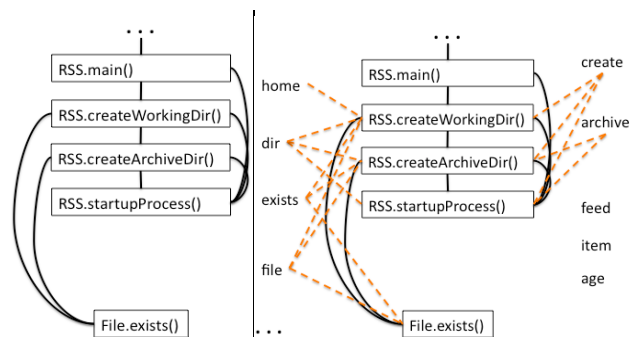 ...
RSS.main()
RSS.createWorkingDir()
RSS.createArchiveDir()
RSS.startupProcess()
File.exists()
...
RSS.main()
RSS.createWorkingDir()
RSS.createArchiveDir()
RSS.startupProcess()
File.exists()
home
dir
exists
file
...
create
archive
feed
item
age